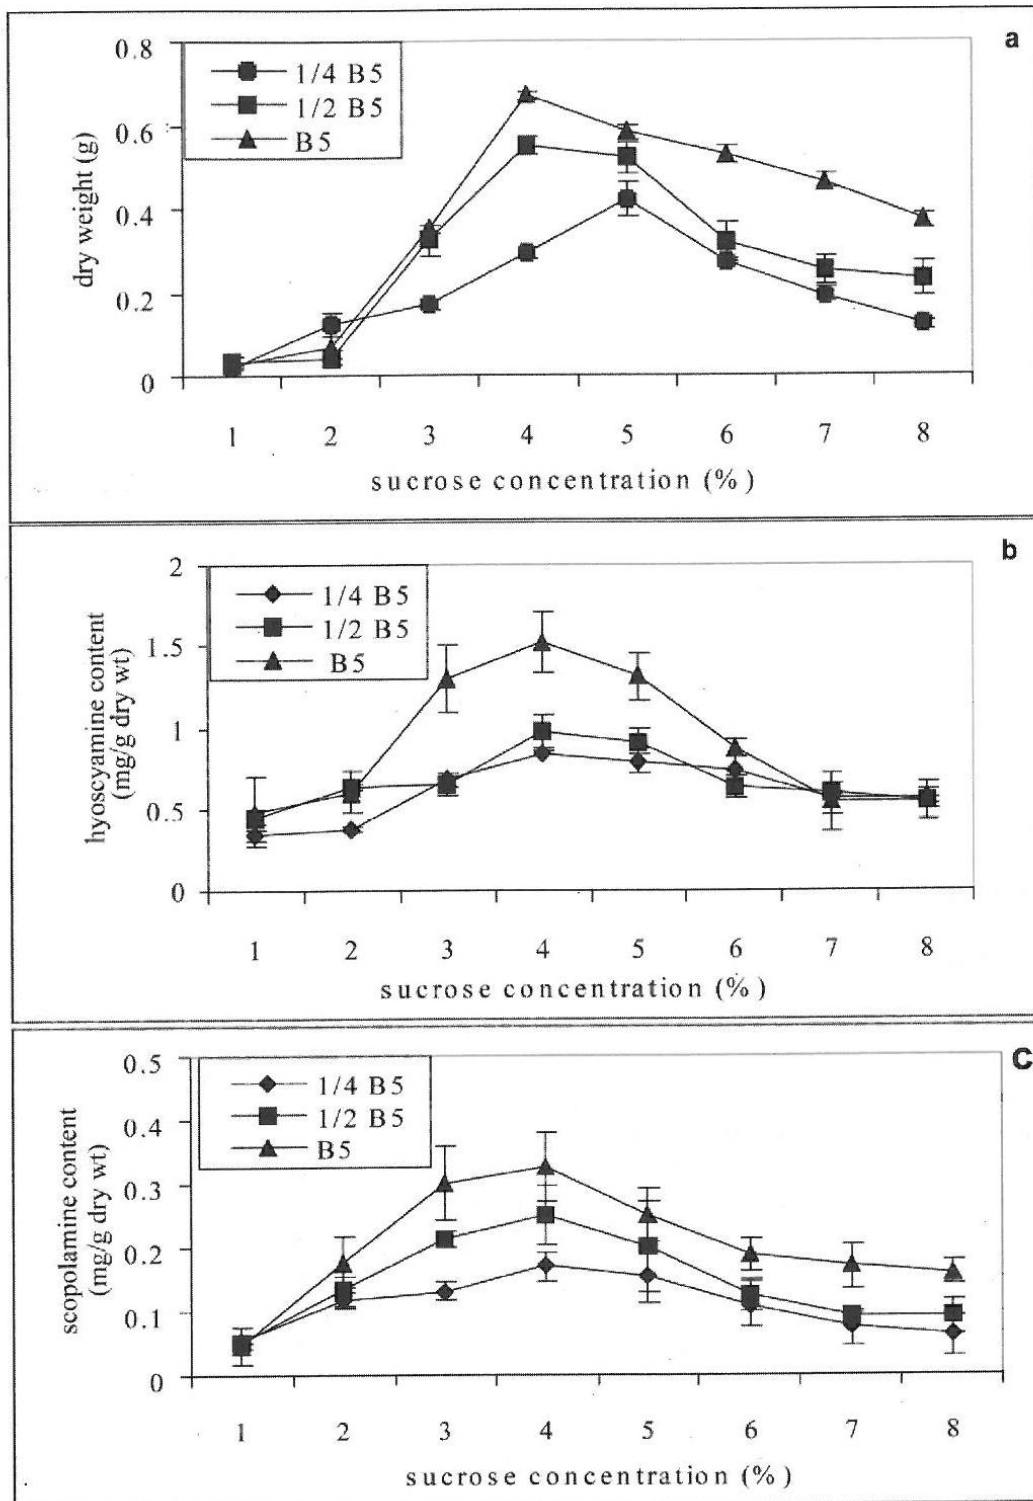 a
0.8
0.6
0.4
0.2
0
dry weight (g)
1/4 B5
1/2 B5
B5
1 2 3 4 5 6 7 8
sucrose concentration (%)
b
2
1.5
1
0.5
0
hyoscyamine content
(mg/g dry wt)
1/4 B5
1/2 B5
B5
1 2 3 4 5 6 7 8
sucrose concentration (%)
c
0.5
0.4
0.3
0.2
0.1
0
scopolamine content
(mg/g dry wt)
1/4 B5
1/2 B5
B5
1 2 3 4 5 6 7 8
sucrose concentration (%)